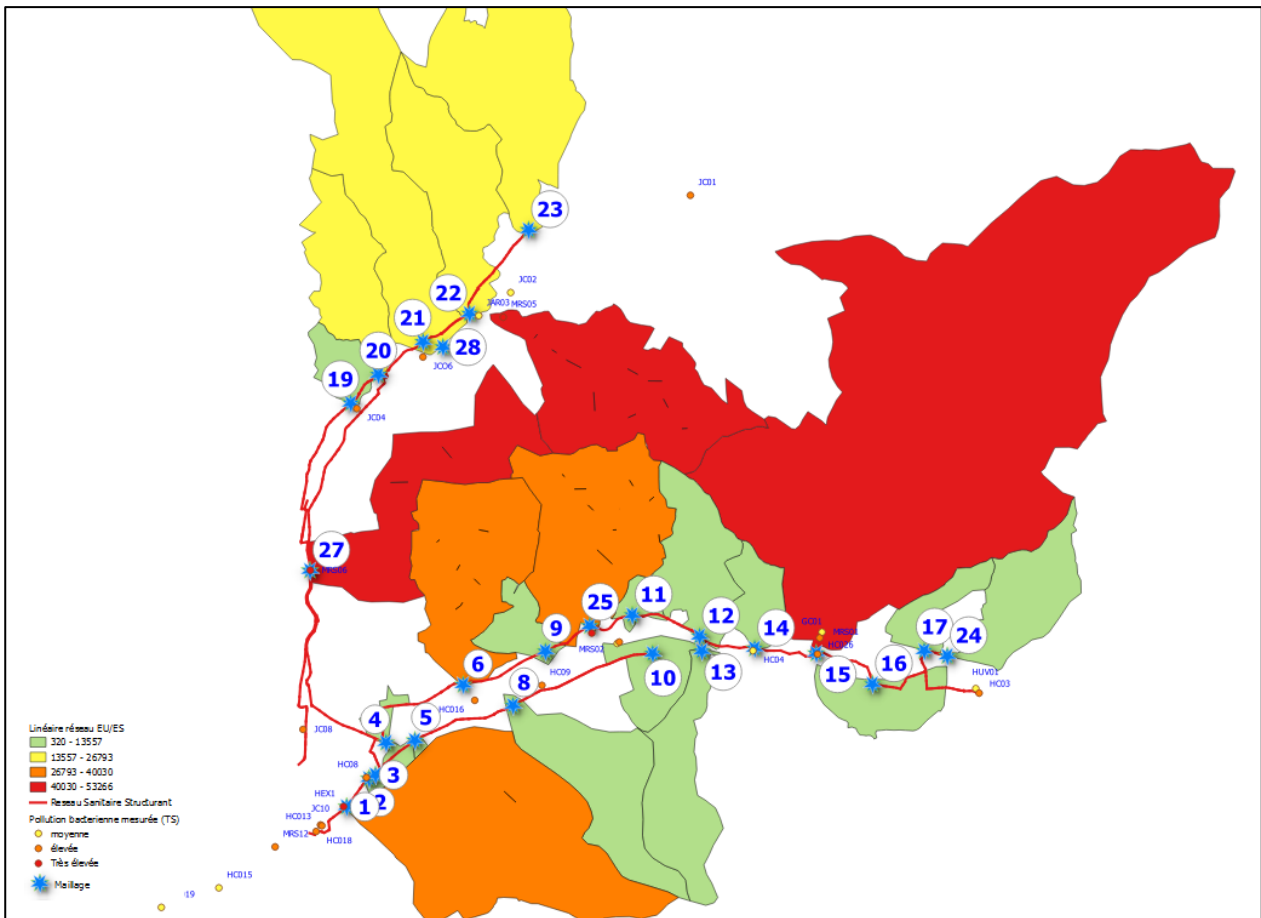 JC01
23
JC02
22
JAR03
MRS05
21
28
20
JCO6
19
JC04
27
MRS06
11
25
12
14
GC01
MRS01
HC026
9
MRS02
17
24
HC04
13
10
15
16
HC09
6
8
HUV01
HC03
HC016
4
5
JC08
HC08
3
HEX1
1
2
JC10
HC013
MRS12
HC018
HC015
Linéaire réseau EU/ES
320 - 13557
13557 - 26793
26793 - 40030
40030 - 53266
Reseau Sanitaire Structurant
Pollution bacterienne mesurée (TS)
moyenne
élevée
Très élevée
Maillage